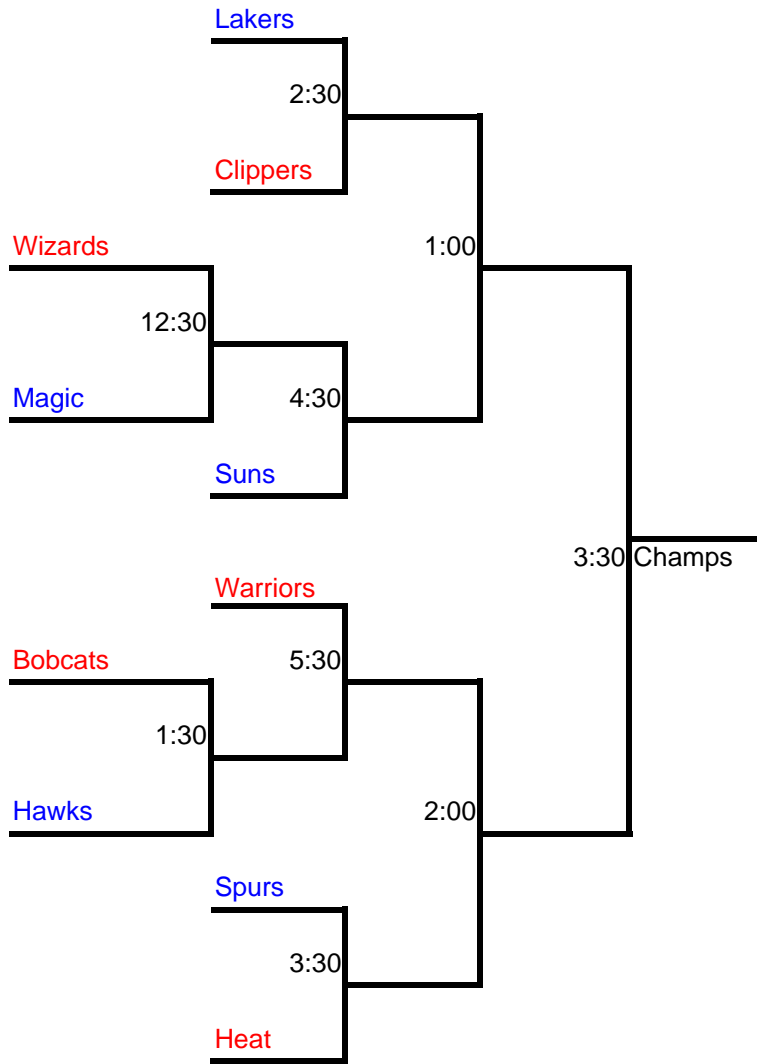 Lakers
2:30
Clippers
Wizards
1:00
12:30
Magic
4:30
Suns
3:30 Champs
Warriors
Bobcats
5:30
1:30
Hawks
2:00
Spurs
3:30
Heat